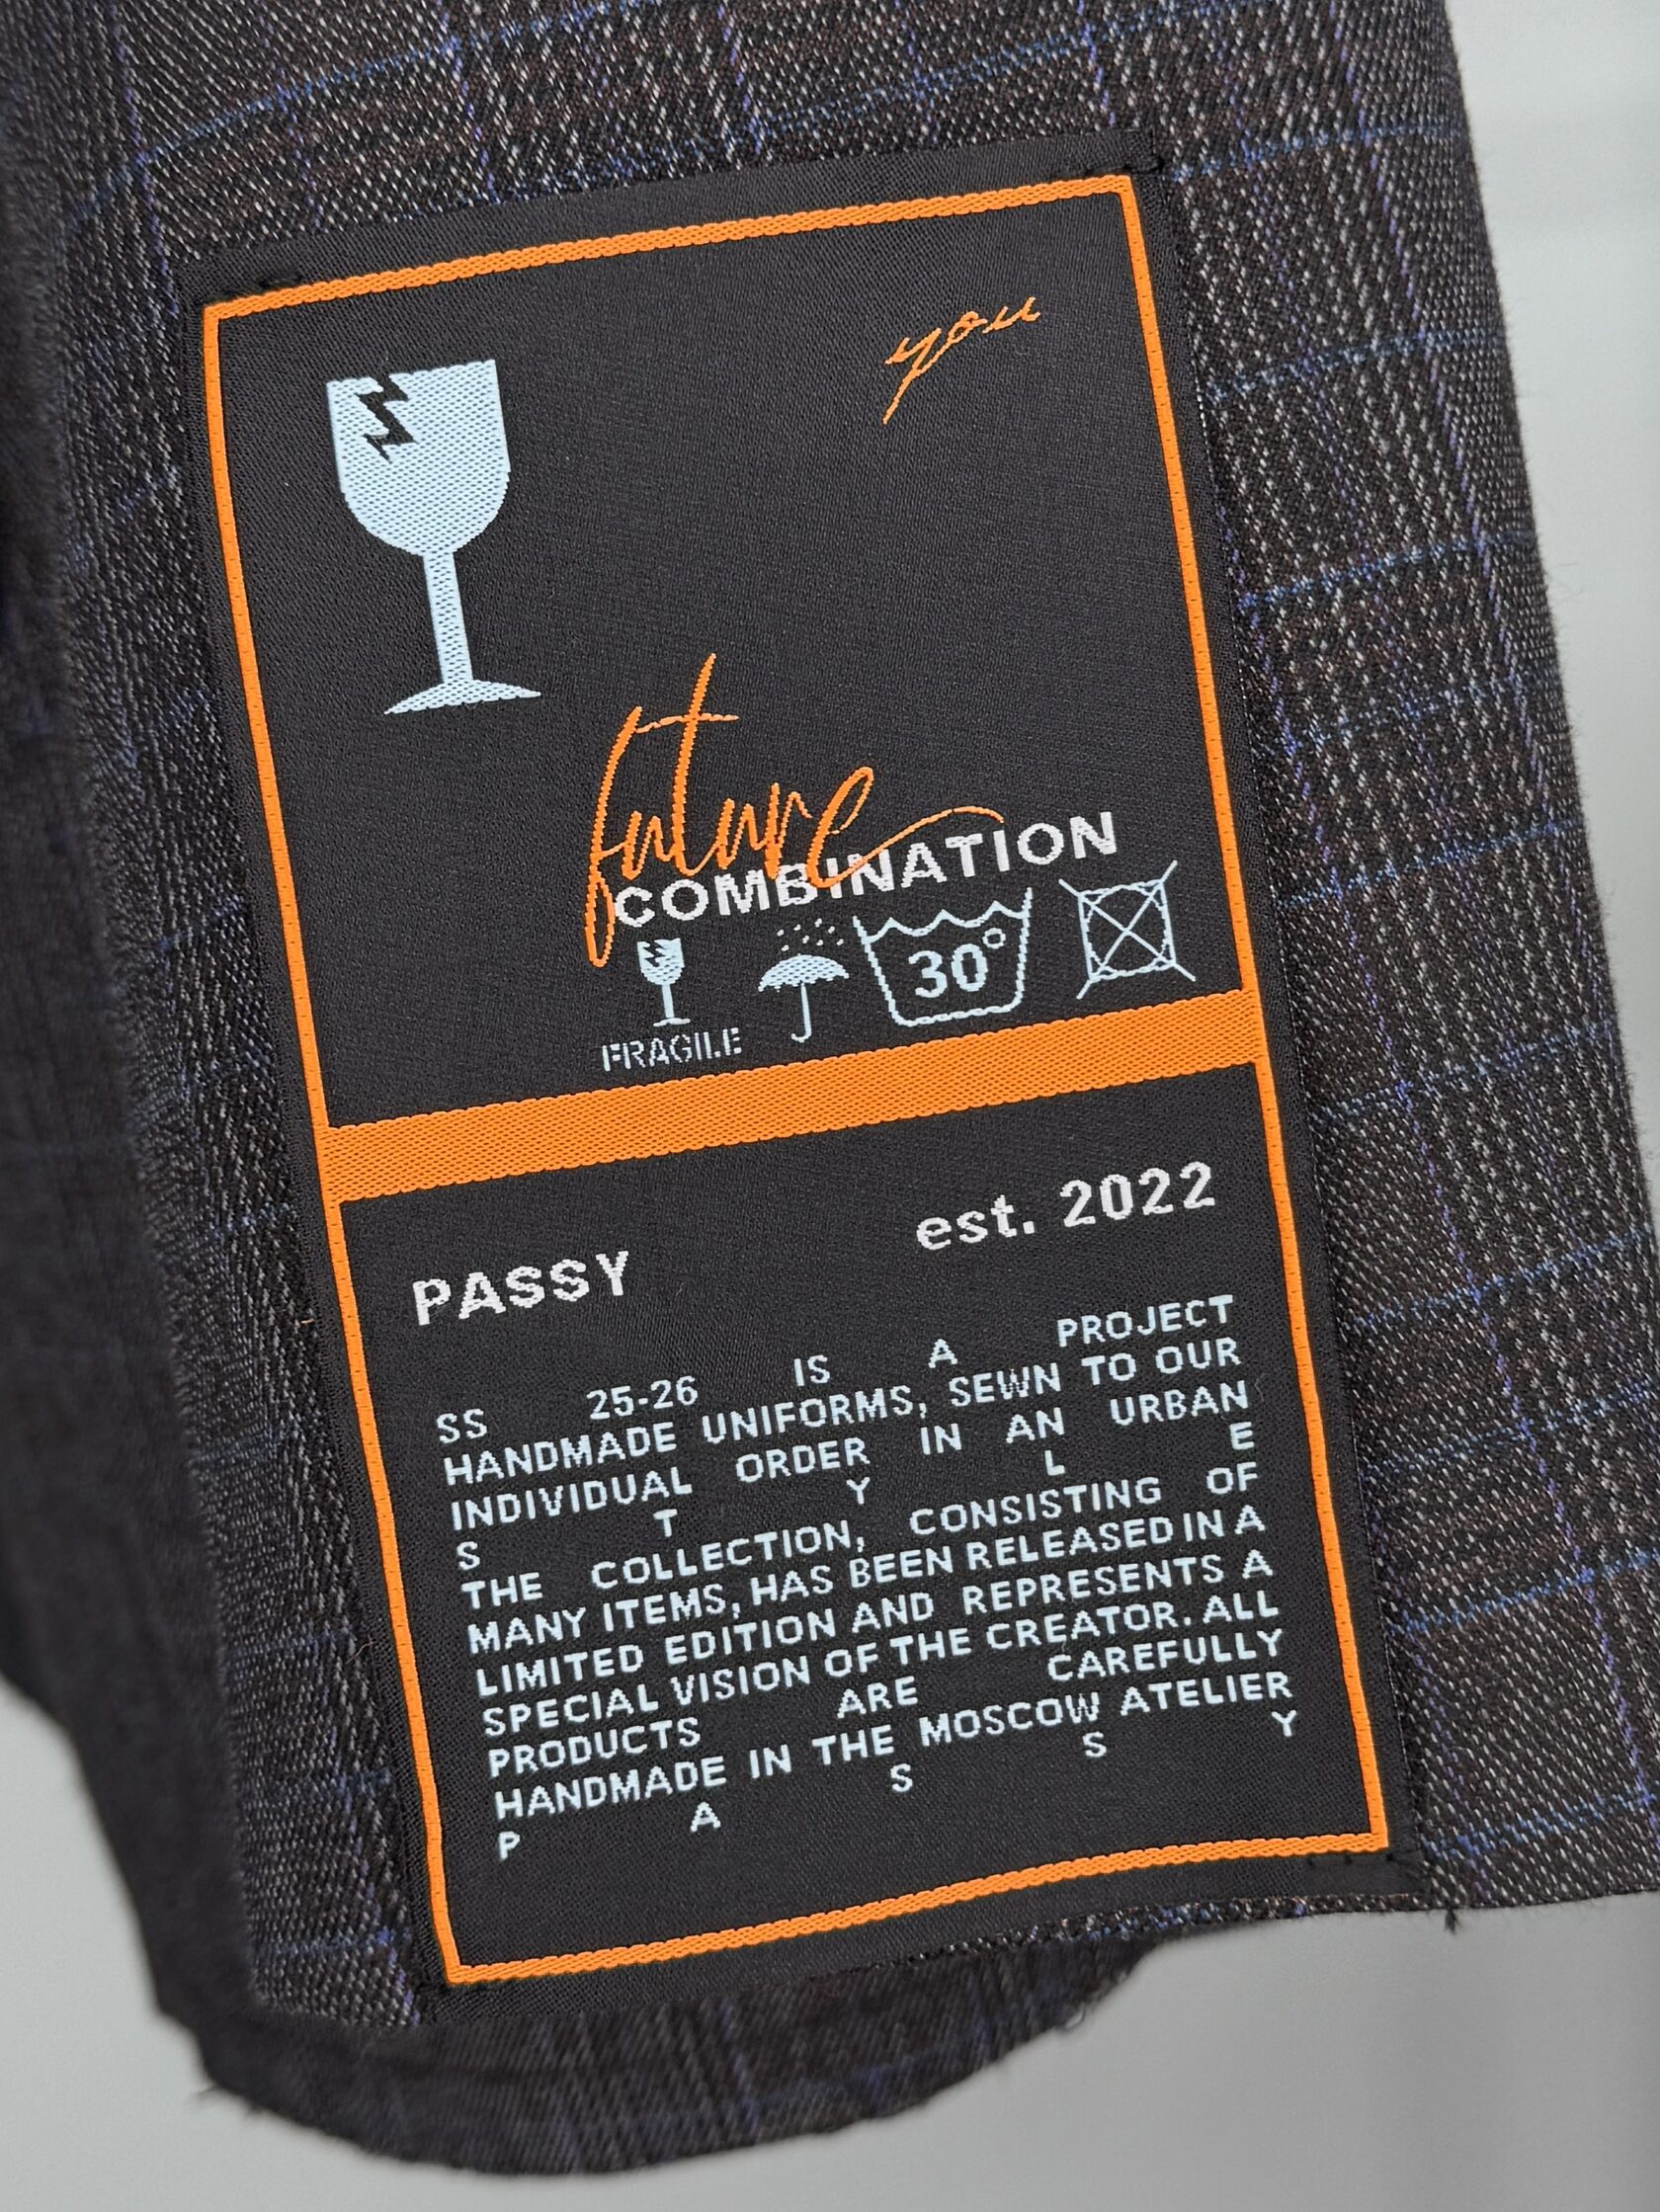 you
future
COMBINATION
30°
FRAGILE
est. 2022
PASSY
SS 25-26 IS A PROJECT
HANDMADE UNIFORMS, SEWN TO OUR
INDIVIDUAL ORDER IN AN URBAN
S T Y L E
THE COLLECTION, CONSISTING OF
MANY ITEMS, HAS BEEN RELEASED IN A
LIMITED EDITION AND REPRESENTS A
SPECIAL VISION OF THE CREATOR. ALL
PRODUCTS ARE CAREFULLY
HANDMADE IN THE MOSCOW ATELIER
P A S S Y